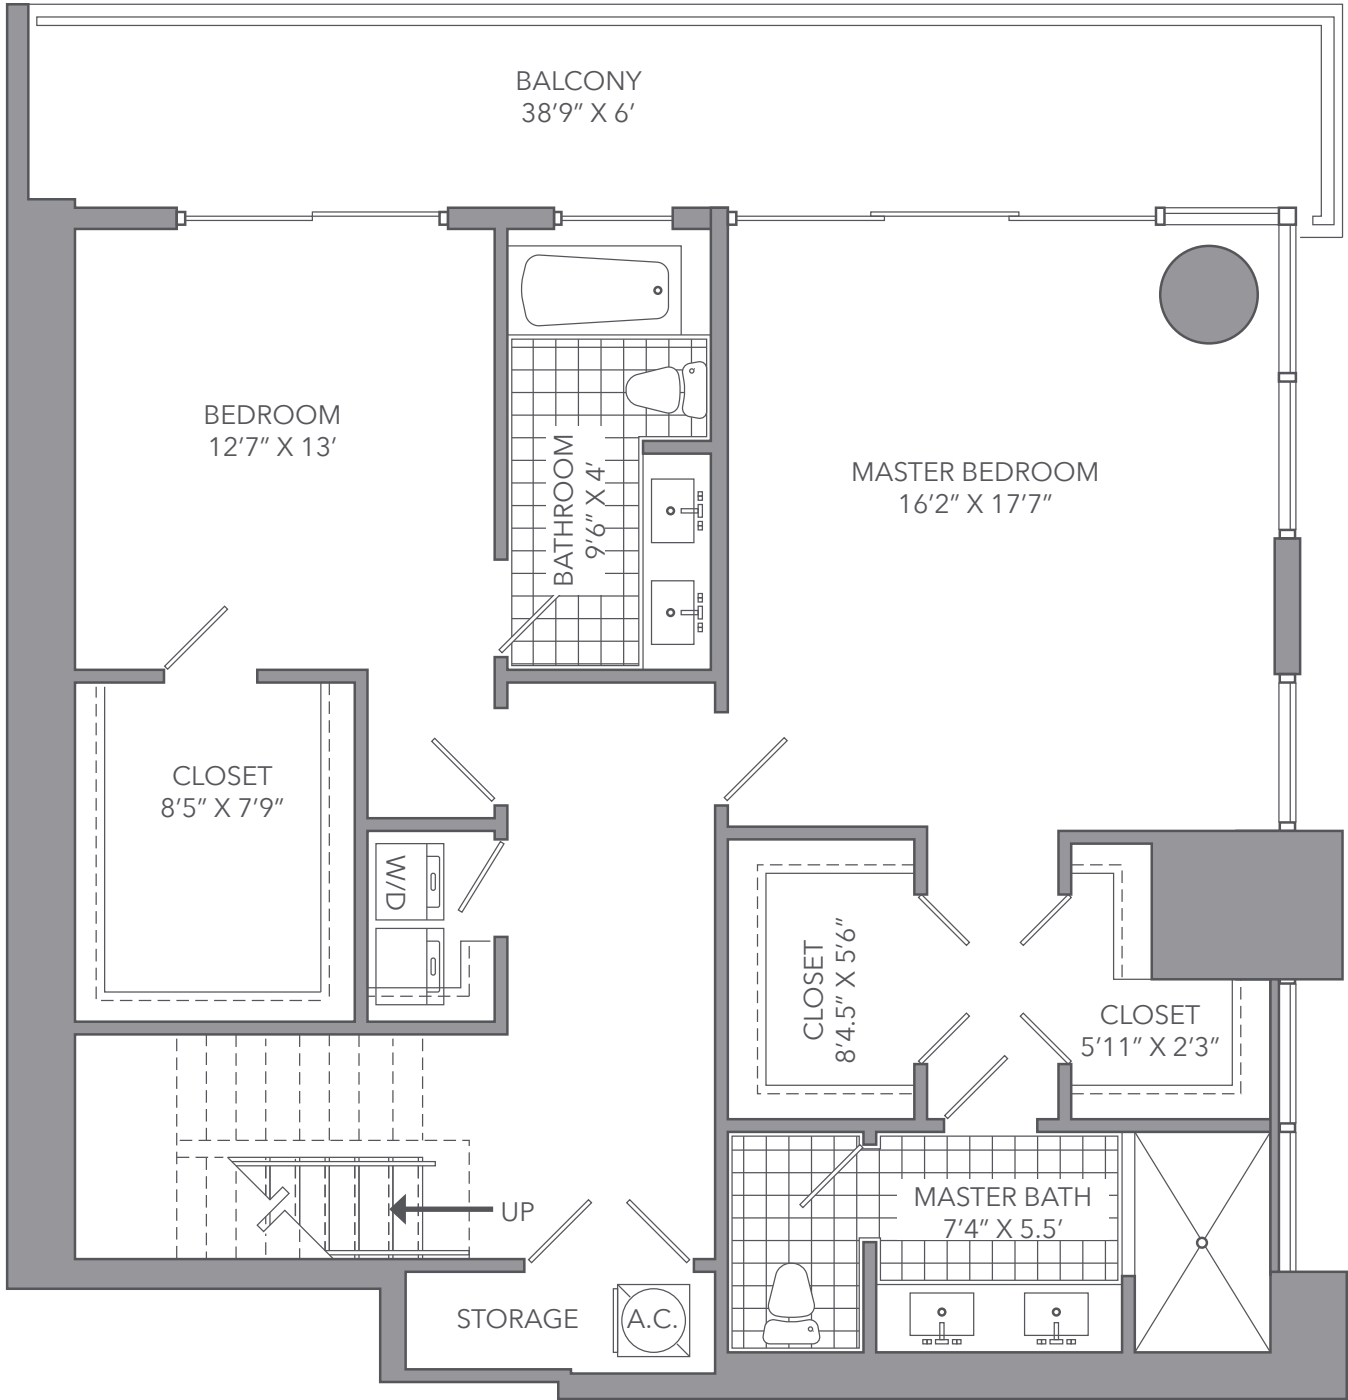 BALCONY
38'9" X 6'
BEDROOM
12'7" X 13'
BATHROOM
9'6" X 4'
MASTER BEDROOM
16'2" X 17'7"
CLOSET
8'5" X 7'9"
W/D
CLOSET
8'4.5" X 5'6"
CLOSET
5'11" X 2'3"
UP
MASTER BATH
7'4" X 5.5'
STORAGE
A.C.